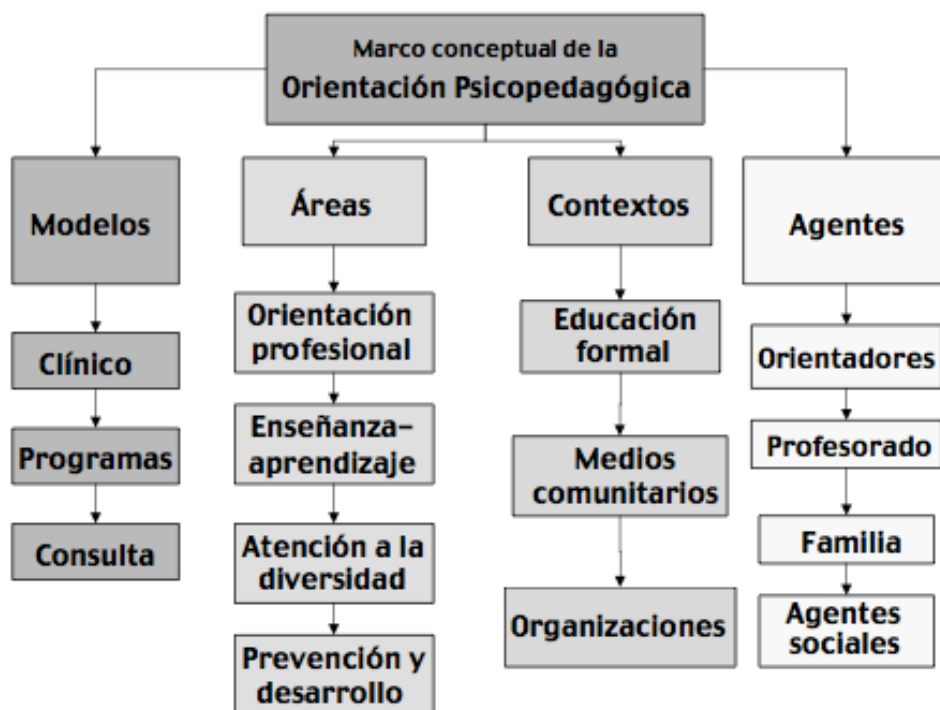 Marco conceptual de la
Orientación Psicopedagógica
Modelos
Clínico
Programas
Consulta
Áreas
Orientación
profesional
Enseñanza-
aprendizaje
Atención a la
diversidad
Prevención y
desarrollo
Contextos
Educación
formal
Medios
comunitarios
Organizaciones
Agentes
Orientadores
Profesorado
Familia
Agentes
sociales